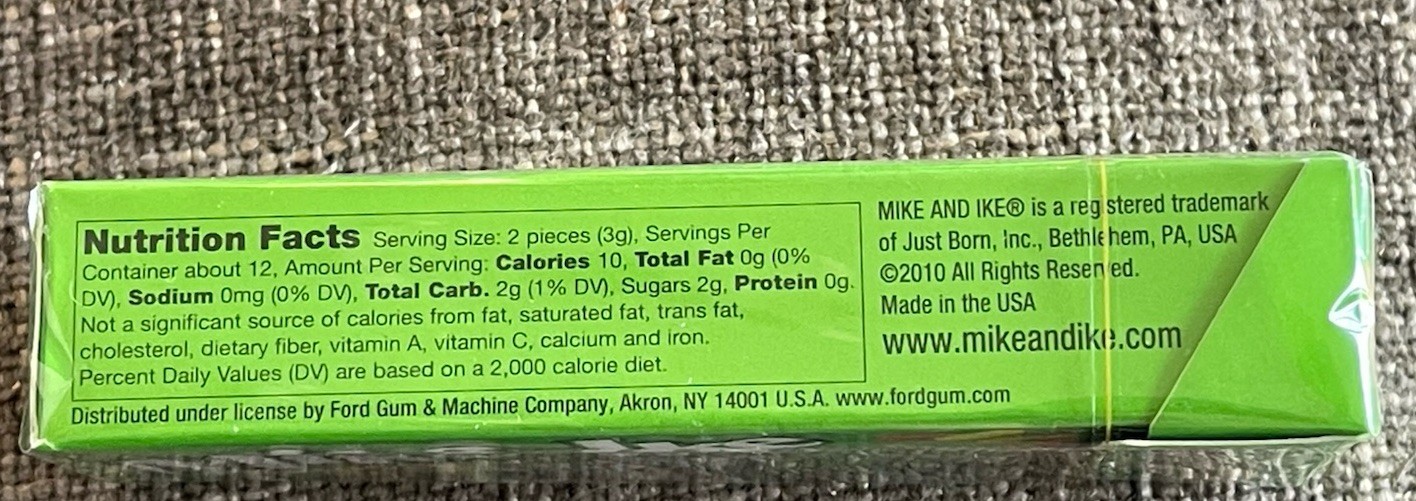 Nutrition Facts Serving Size: 2 pieces (3g), Servings Per
Container about 12, Amount Per Serving: Calories 10, Total Fat 0g (0%
DV), Sodium 0mg (0% DV), Total Carb. 2g (1% DV), Sugars 2g, Protein 0g.
Not a significant source of calories from fat, saturated fat, trans fat,
cholesterol, dietary fiber, vitamin A, vitamin C, calcium and iron.
Percent Daily Values (DV) are based on a 2,000 calorie diet.
Distributed under license by Ford Gum & Machine Company, Akron, NY 14001 U.S.A. www.fordgum.com
MIKE AND IKE® is a registered trademark
of Just Born, Inc., Bethlehem, PA, USA
©2010 All Rights Reserved.
Made in the USA
www.mikeandike.com